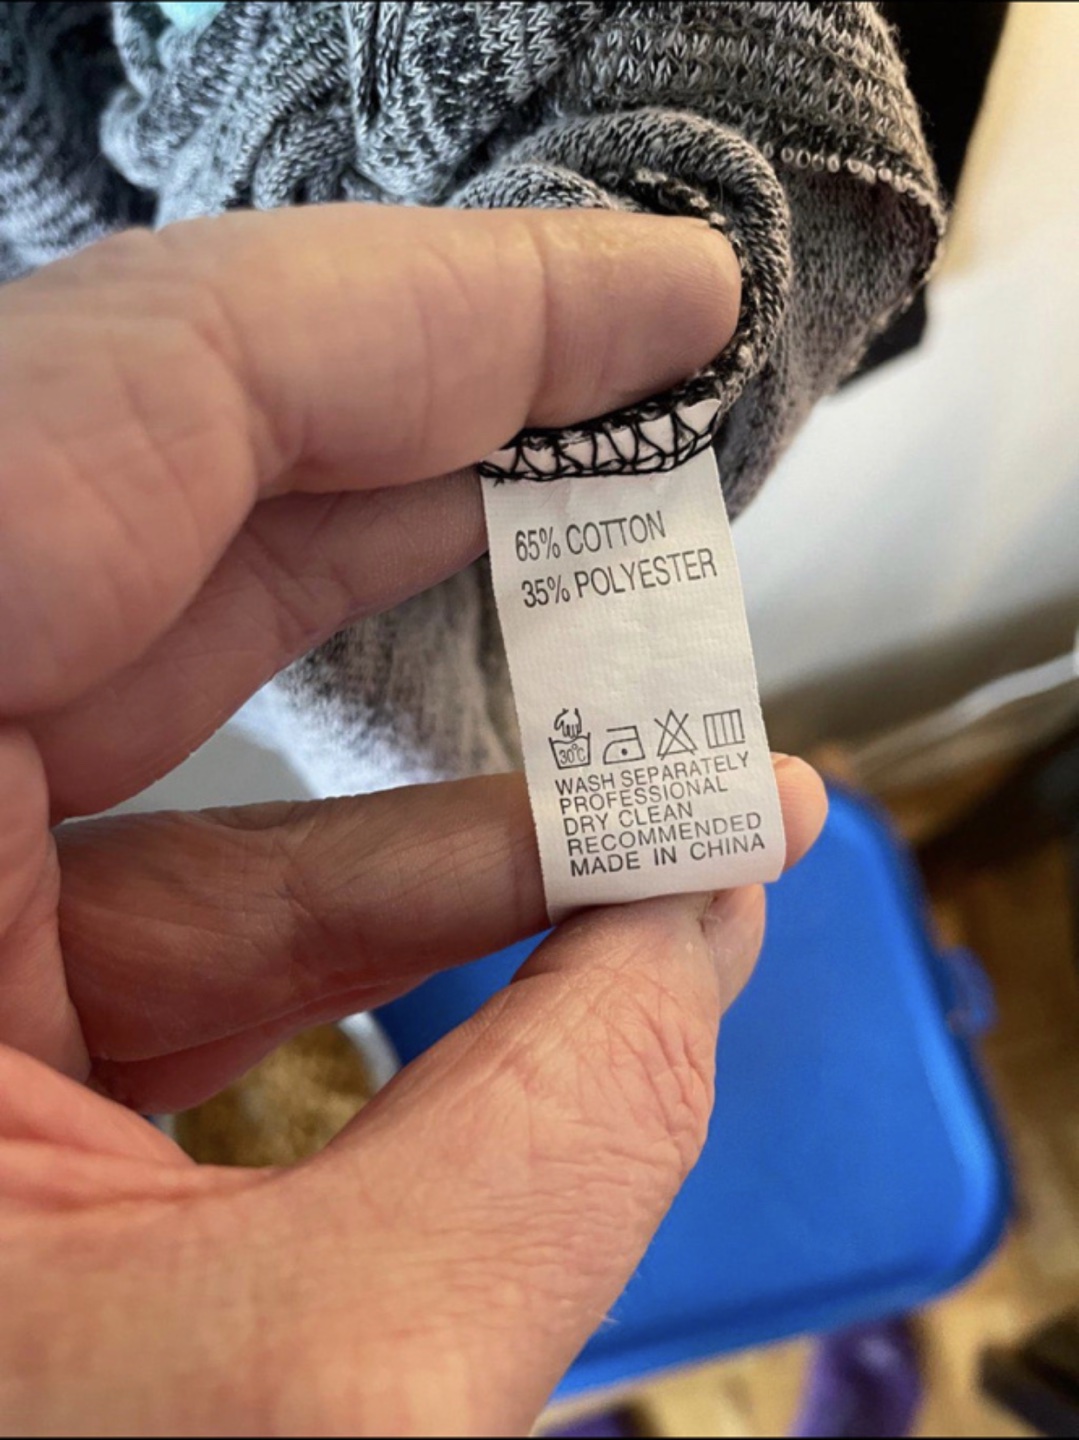 65% COTTON
35% POLYESTER
30°C
WASH SEPARATELY
PROFESSIONAL
DRY CLEAN
RECOMMENDED
MADE IN CHINA